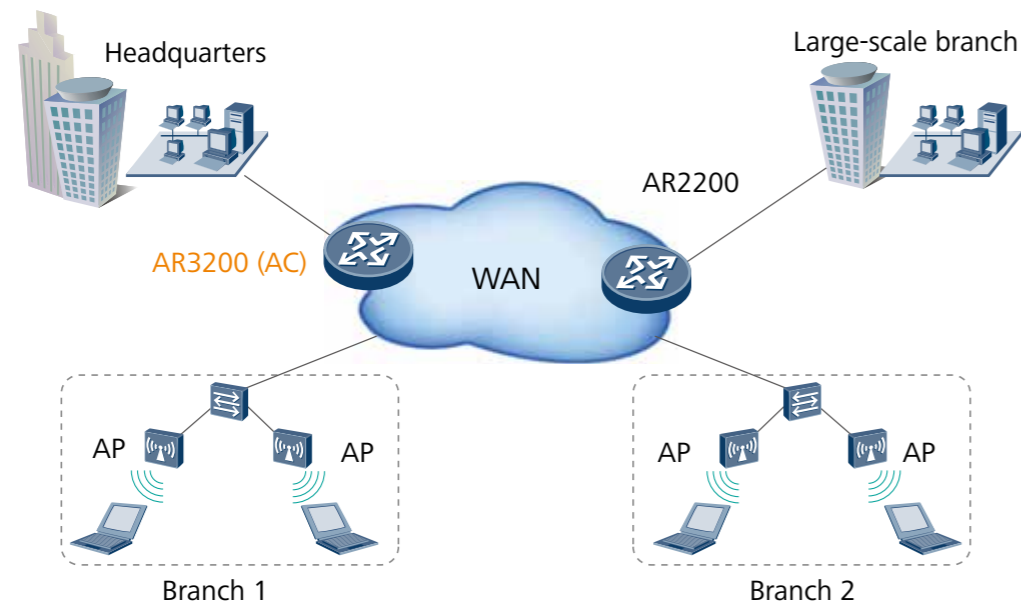 Headquarters
Large-scale branch
AR2200
AR3200 (AC)
WAN
AP
AP
AP
AP
Branch 1
Branch 2